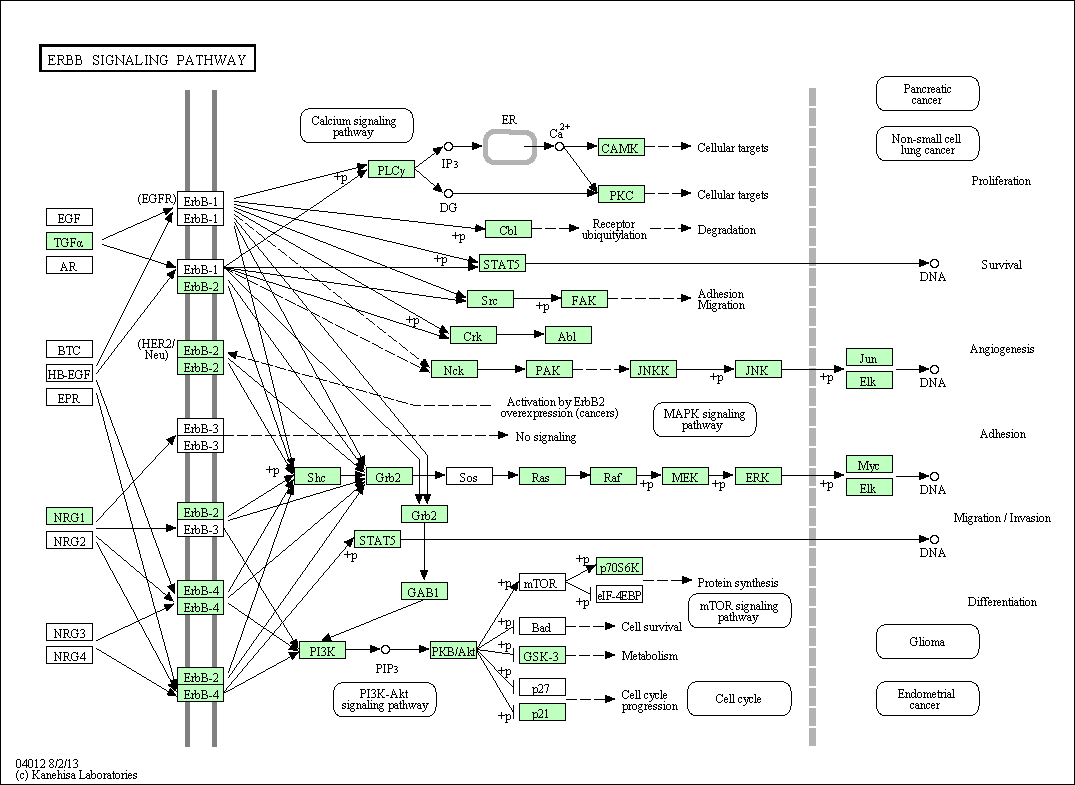 ERBB SIGNALING PATHWAY
Pancreatic
cancer
Calcium signaling
pathway
ER
Ca2+
Non-small cell
lung cancer
IP3
CAMK
Cellular targets
PLCγ
+p
DG
PKC
Cellular targets
Proliferation
(EGFR)
ErbB-1
ErbB-1
EGF
TGFα
AR
+p
Cbl
Receptor
ubiquitylation
Degradation
ErbB-1
ErbB-2
+p
STAT5
DNA
Survival
Src
+p
FAK
Adhesion
Migration
+p
Crk
Abl
BTC
HB-EGF
EPR
(HER2/
Neu)
ErbB-2
ErbB-2
Nck
PAK
JNKK
+p
JNK
+p
Jun
Elk
DNA
Angiogenesis
Activation by ErbB2
overexpression (cancers)
MAPK signaling
pathway
ErbB-3
ErbB-3
No signaling
Adhesion
+p
Shc
Grb2
Sos
Ras
Raf
+p
MEK
+p
ERK
+p
Myc
Elk
DNA
NRG1
NRG2
ErbB-2
ErbB-3
Grb2
Migration / Invasion
STAT5
+p
DNA
ErbB-4
ErbB-4
GAB1
+p
mTOR
+p
p70S6K
+p
eIF-4EBP
Protein synthesis
mTOR signaling
pathway
Differentiation
NRG3
NRG4
PI3K
PIP3
PKB/Akt
+p
Bad
Cell survival
+p
GSK-3
Metabolism
Glioma
ErbB-2
ErbB-4
PI3K-Akt
signaling pathway
+p
p27
+p
p21
Cell cycle
progression
Cell cycle
Endometrial
cancer
04012 8/2/13
(c) Kanehisa Laboratories